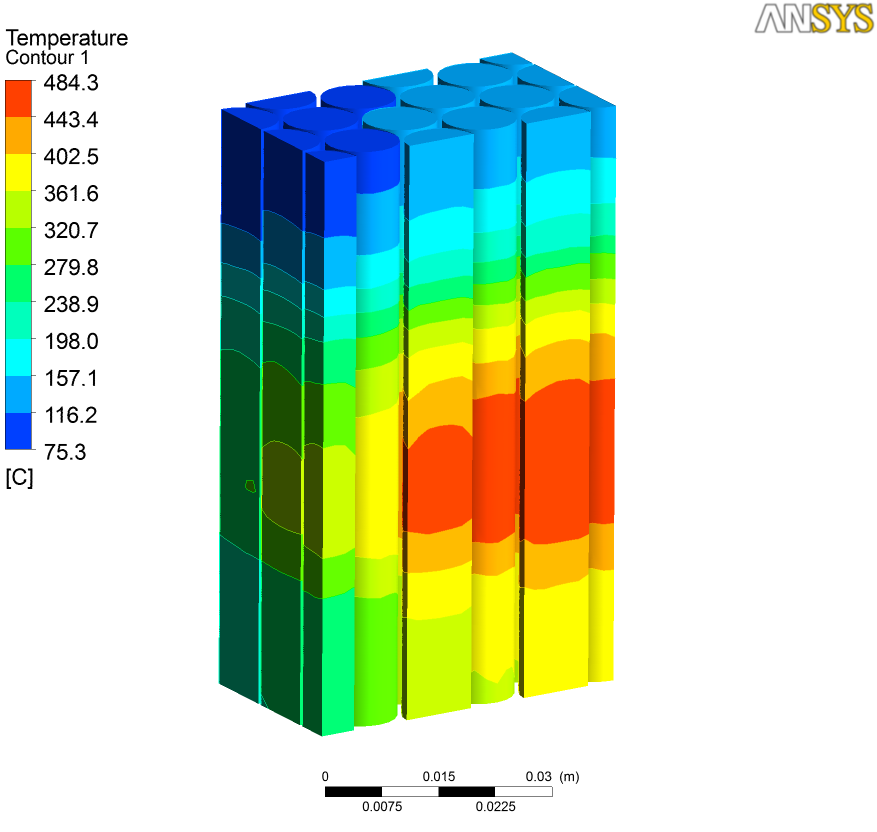 ANSYS
Temperature
Contour 1
484.3
443.4
402.5
361.6
320.7
279.8
238.9
198.0
157.1
116.2
75.3
[C]
0 0.015 0.03 (m)
0.0075 0.0225